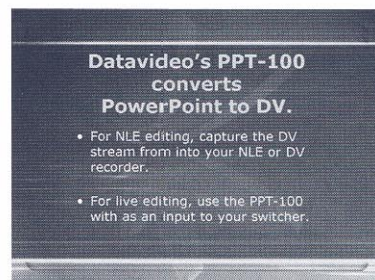 Datavideo's PPT-100
converts
PowerPoint to DV.
• For NLE editing, capture the DV
stream from into your NLE or DV
recorder.
• For live editing, use the PPT-100
with as an input to your switcher.